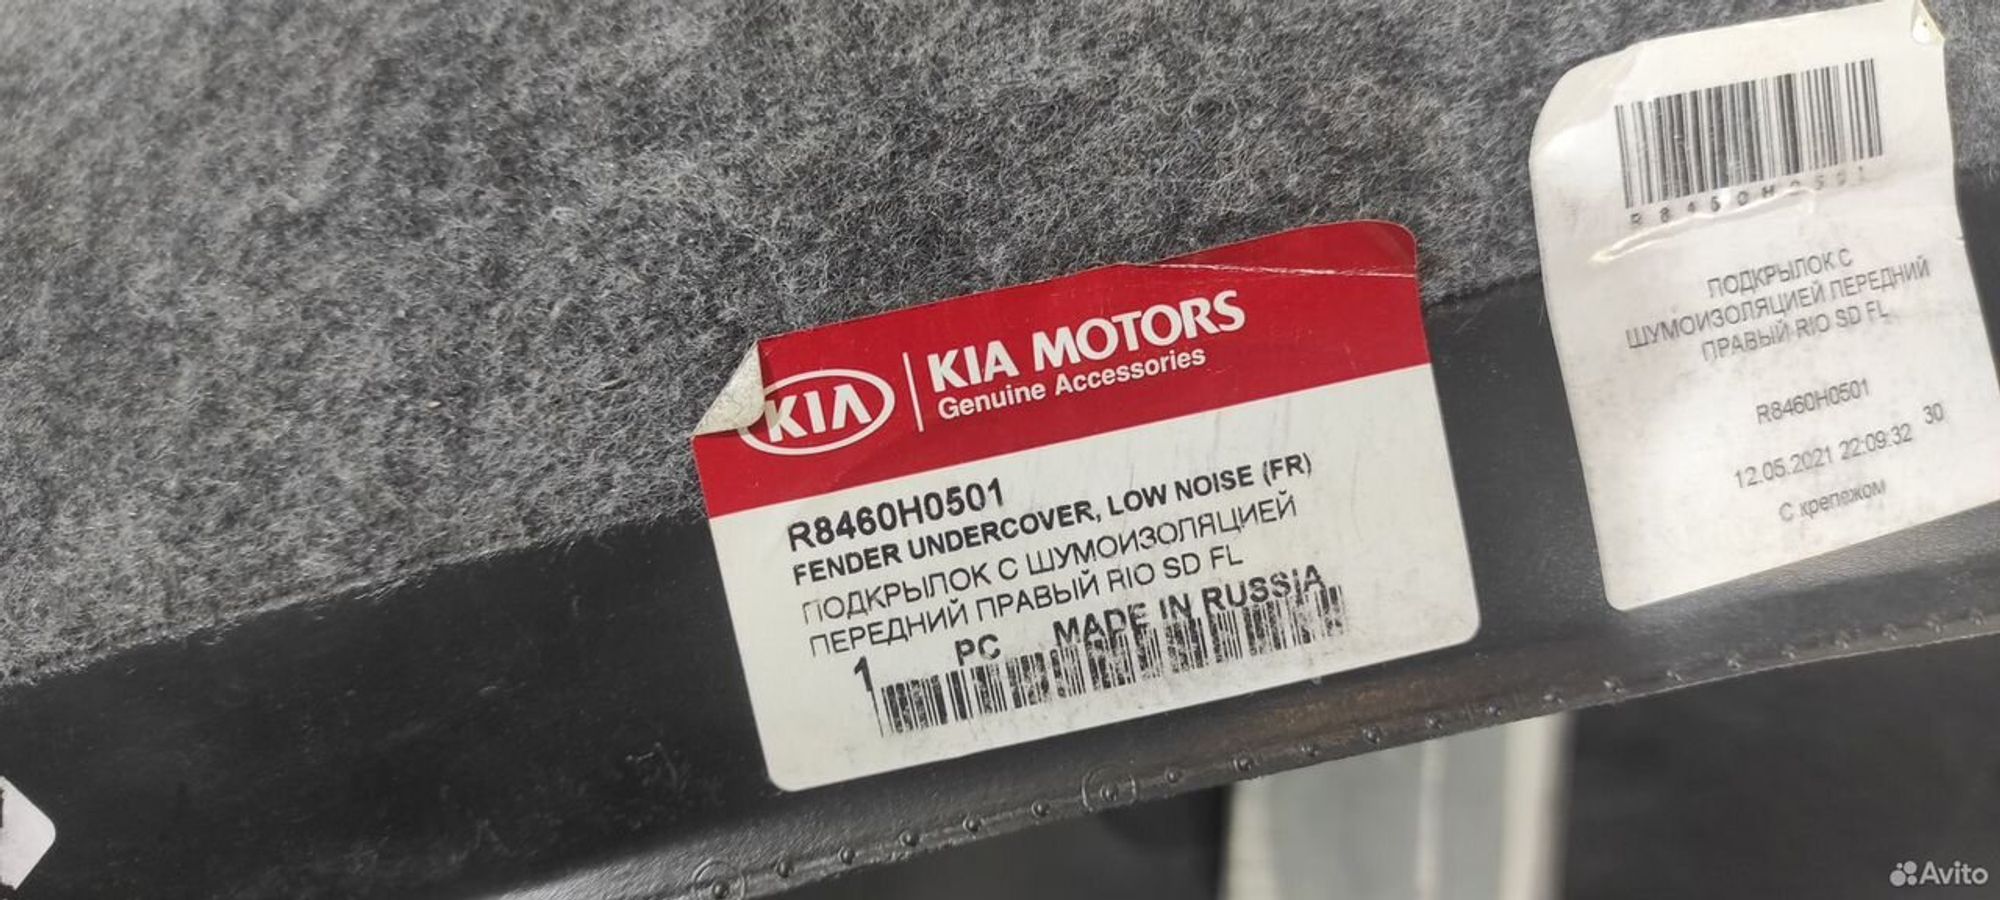 KIA
KIA MOTORS
Genuine Accessories
R8460H0501
FENDER UNDERCOVER, LOW NOISE (FR)
ПОДКРЫЛОК С ШУМОИЗОЛЯЦИЕЙ
ПЕРЕДНИЙ ПРАВЫЙ RIO SD FL
1 PC MADE IN RUSSIA
R8460H0501
ПОДКРЫЛОК С
ШУМОИЗОЛЯЦИЕЙ ПЕРЕДНИЙ
ПРАВЫЙ RIO SD FL
R8460H0501
12.05.2021 22:09:32 30
С крепежом
Avito